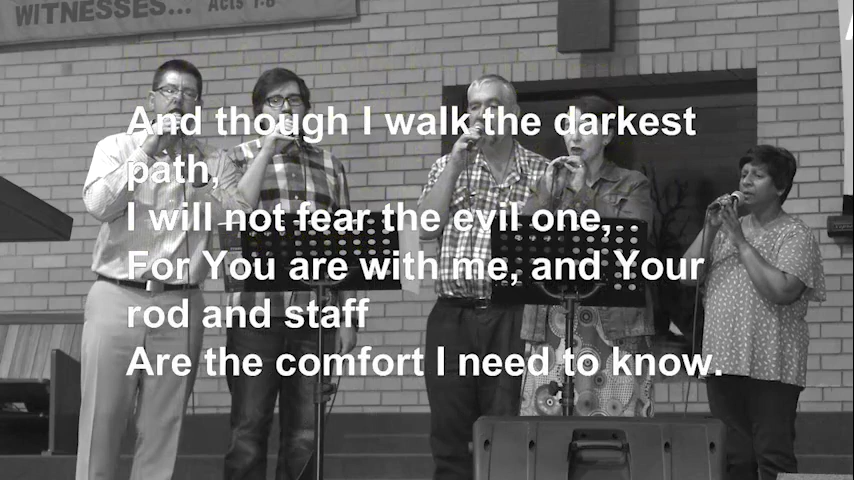 WITNESSES... Acts 1:8
And though I walk the darkest
path,
I will not fear the evil one,
For You are with me, and Your
rod and staff
Are the comfort I need to know.